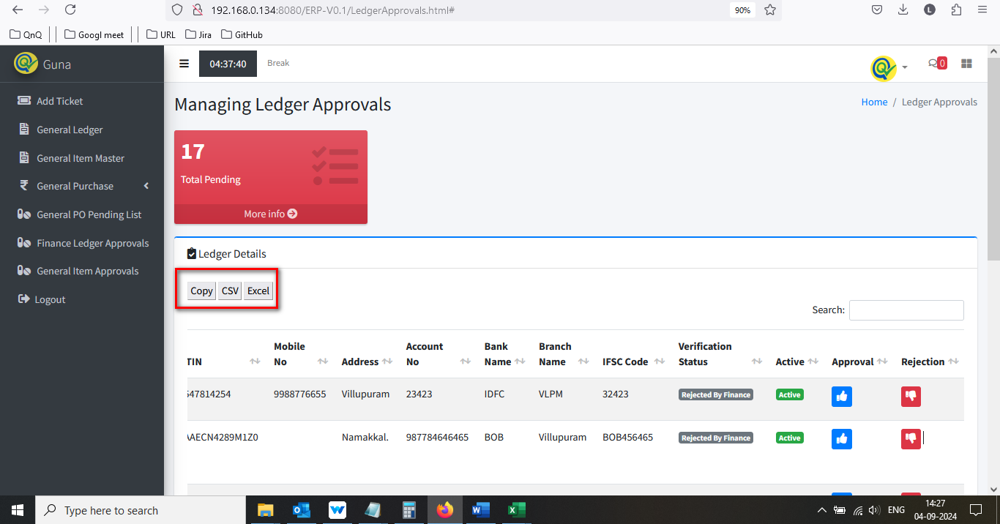 192.168.0.134:8080/ERP-V0.1/LedgerApprovals.html#
90%
L
QnQ
Googl meet
URL
Jira
GitHub
Guna
04:37:40
Break
0
Add Ticket
General Ledger
General Item Master
General Purchase
General PO Pending List
Finance Ledger Approvals
General Item Approvals
Logout
Managing Ledger Approvals
Home / Ledger Approvals
17
Total Pending
More info
Ledger Details
Copy CSV Excel
Search:
TIN Mobile No Address Account No Bank Name Branch Name IFSC Code Verification Status Active Approval Rejection
647814254 9988776655 Villupuram 23423 IDFC VLPM 32423 Rejected By Finance Active
AAECN4289M1Z0 Namakkal. 987784646465 BOB Villupuram BOB456465 Rejected By Finance Active
Type here to search
ENG
14:27
04-09-2024